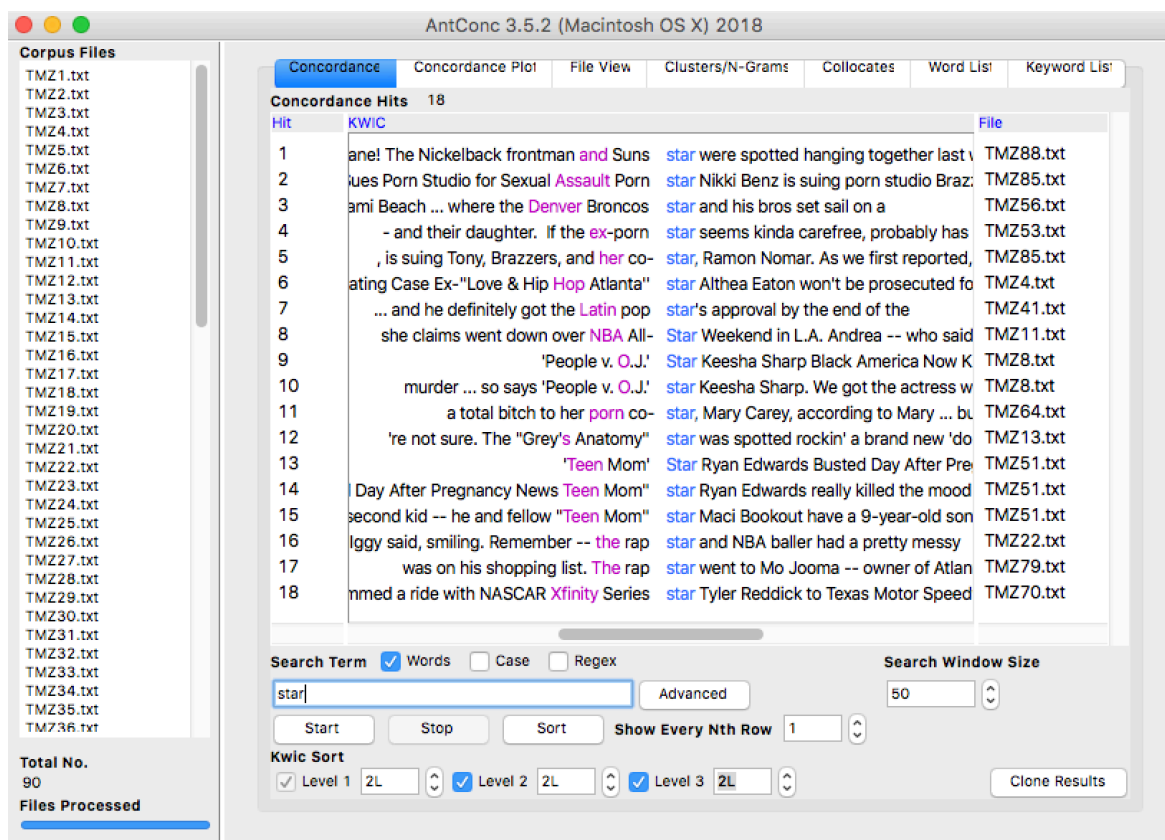 AntConc 3.5.2 (Macintosh OS X) 2018
Corpus Files
TMZ1.txt
TMZ2.txt
TMZ3.txt
TMZ4.txt
TMZ5.txt
TMZ6.txt
TMZ7.txt
TMZ8.txt
TMZ9.txt
TMZ10.txt
TMZ11.txt
TMZ12.txt
TMZ13.txt
TMZ14.txt
TMZ15.txt
TMZ16.txt
TMZ17.txt
TMZ18.txt
TMZ19.txt
TMZ20.txt
TMZ21.txt
TMZ22.txt
TMZ23.txt
TMZ24.txt
TMZ25.txt
TMZ26.txt
TMZ27.txt
TMZ28.txt
TMZ29.txt
TMZ30.txt
TMZ31.txt
TMZ32.txt
TMZ33.txt
TMZ34.txt
TMZ35.txt
TMZ36.txt
Total No.
90
Files Processed
Concordance Concordance Plot File View Clusters/N-Grams Collocates Word List Keyword List
Concordance Hits 18
Hit KWIC File
1 ane! The Nickelback frontman and Suns star were spotted hanging together last TMZ88.txt
2 Sues Porn Studio for Sexual Assault Porn star Nikki Benz is suing porn studio Braz TMZ85.txt
3 ami Beach ... where the Denver Broncos star and his bros set sail on a TMZ56.txt
4 - and their daughter. If the ex-porn star seems kinda carefree, probably has TMZ53.txt
5 , is suing Tony, Brazzers, and her co- star, Ramon Nomar. As we first reported, TMZ85.txt
6 ating Case Ex-"Love & Hip Hop Atlanta" star Althea Eaton won't be prosecuted fo TMZ4.txt
7 ... and he definitely got the Latin pop star's approval by the end of the TMZ41.txt
8 she claims went down over NBA All- Star Weekend in L.A. Andrea -- who said TMZ11.txt
9 'People v. O.J.' Star Keesha Sharp Black America Now K TMZ8.txt
10 murder ... so says 'People v. O.J.' star Keesha Sharp. We got the actress w TMZ8.txt
11 a total bitch to her porn co- star, Mary Carey, according to Mary ... bu TMZ64.txt
12 're not sure. The "Grey's Anatomy" star was spotted rockin' a brand new 'do TMZ13.txt
13 'Teen Mom' Star Ryan Edwards Busted Day After Pre TMZ51.txt
14 Day After Pregnancy News Teen Mom" star Ryan Edwards really killed the mood TMZ51.txt
15 second kid -- he and fellow "Teen Mom" star Maci Bookout have a 9-year-old son TMZ51.txt
16 Iggy said, smiling. Remember -- the rap star and NBA baller had a pretty messy TMZ22.txt
17 was on his shopping list. The rap star went to Mo Jooma -- owner of Atlan TMZ79.txt
18 mmed a ride with NASCAR Xfinity Series star Tyler Reddick to Texas Motor Speed TMZ70.txt
Search Term Words Case Regex Search Window Size
star Advanced 50
Start Stop Sort Show Every Nth Row 1
Kwic Sort
Level 1 2L Level 2 2L Level 3 2L Clone Results